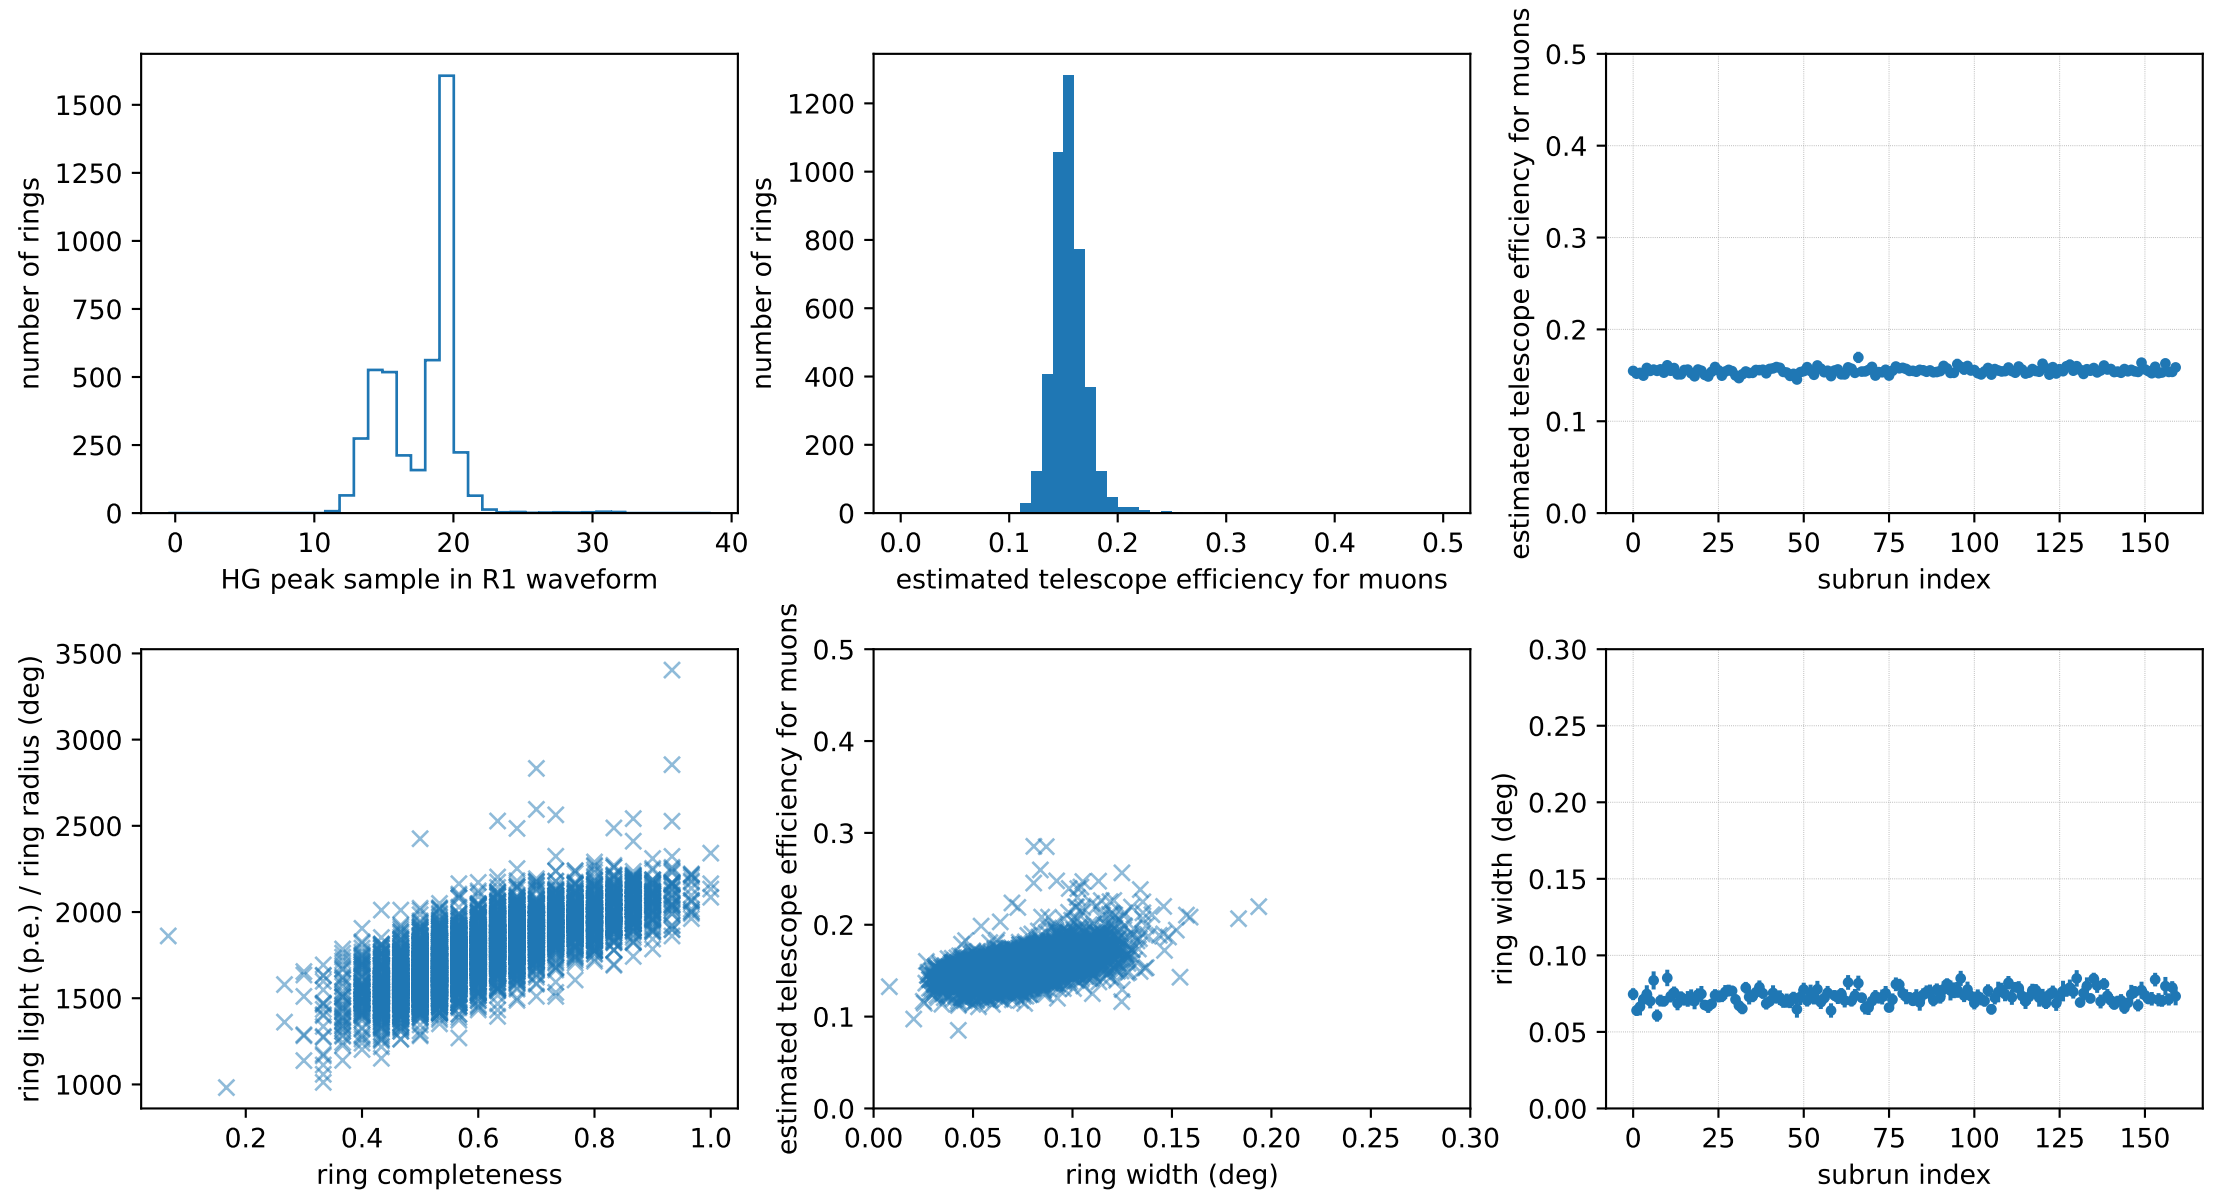 number of rings
1500
1250
1000
750
500
250
0
0 10 20 30 40
HG peak sample in R1 waveform
number of rings
1200
1000
800
600
400
200
0
0.0 0.1 0.2 0.3 0.4 0.5
estimated telescope efficiency for muons
estimated telescope efficiency for muons
0.5
0.4
0.3
0.2
0.1
0.0
0 25 50 75 100 125 150
subrun index
ring light (p.e.) / ring radius (deg)
3500
3000
2500
2000
1500
1000
0.2 0.4 0.6 0.8 1.0
ring completeness
estimated telescope efficiency for muons
0.5
0.4
0.3
0.2
0.1
0.0
0.00 0.05 0.10 0.15 0.20 0.25 0.30
ring width (deg)
ring width (deg)
0.30
0.25
0.20
0.15
0.10
0.05
0.00
0 25 50 75 100 125 150
subrun index